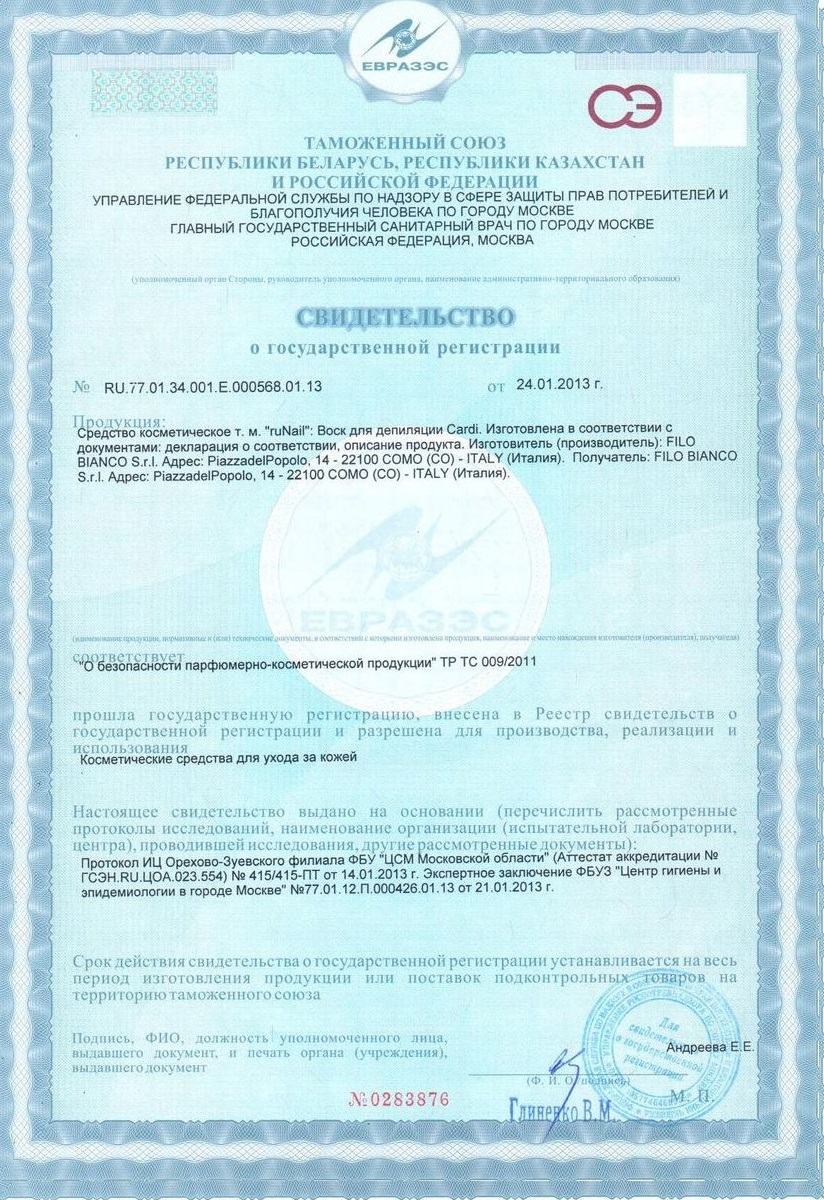 ЕВРАЗЭС
СЭ
ТАМОЖЕННЫЙ СОЮЗ
РЕСПУБЛИКИ БЕЛАРУСЬ, РЕСПУБЛИКИ КАЗАХСТАН
И РОССИЙСКОЙ ФЕДЕРАЦИИ
УПРАВЛЕНИЕ ФЕДЕРАЛЬНОЙ СЛУЖБЫ ПО НАДЗОРУ В СФЕРЕ ЗАЩИТЫ ПРАВ ПОТРЕБИТЕЛЕЙ И
БЛАГОПОЛУЧИЯ ЧЕЛОВЕКА ПО ГОРОДУ МОСКВЕ
ГЛАВНЫЙ ГОСУДАРСТВЕННЫЙ САНИТАРНЫЙ ВРАЧ ПО ГОРОДУ МОСКВЕ
РОССИЙСКАЯ ФЕДЕРАЦИЯ, МОСКВА
(уполномоченный орган Стороны, руководитель уполномоченного органа, наименование административно-территориального образования)
СВИДЕТЕЛЬСТВО
о государственной регистрации
№ RU.77.01.34.001.Е.000568.01.13 от 24.01.2013 г.
Продукция:
Средство косметическое т. м. "ruNail": Воск для депиляции Cardi. Изготовлена в соответствии с
документами: декларация о соответствии, описание продукта. Изготовитель (производитель): FILO
BIANCO S.r.l. Адрес: PiazzadelPopolo, 14 - 22100 COMO (CO) - ITALY (Италия). Получатель: FILO BIANCO
S.r.l. Адрес: PiazzadelPopolo, 14 - 22100 COMO (CO) - ITALY (Италия).
ЕВРАЗЭС
(наименование продукции, нормативные и (или) технические документы, в соответствии с которыми изготовлена продукция, наименование и место нахождения изготовителя (производителя), получателя)
соответствует
"О безопасности парфюмерно-косметической продукции" ТР ТС 009/2011
прошла государственную регистрацию, внесена в Реестр свидетельств о
государственной регистрации и разрешена для производства, реализации и
использования
Косметические средства для ухода за кожей
Настоящее свидетельство выдано на основании (перечислить рассмотренные
протоколы исследований, наименование организации (испытательной лаборатории,
центра), проводившей исследования, другие рассмотренные документы):
Протокол ИЦ Орехово-Зуевского филиала ФБУ "ЦСМ Московской области" (Аттестат аккредитации №
ГСЭН.RU.ЦОА.023.554) № 415/415-ПТ от 14.01.2013 г. Экспертное заключение ФБУЗ "Центр гигиены и
эпидемиологии в городе Москве" №77.01.12.П.000426.01.13 от 21.01.2013 г.
Срок действия свидетельства о государственной регистрации устанавливается на весь
период изготовления продукции или поставок подконтрольных товаров на
территорию таможенного союза
Подпись, ФИО, должность уполномоченного лица,
выдавшего документ, и печать органа (учреждения),
выдавшего документ
Для
свидетельств
о государственной
регистрации
Андреева Е.Е.
(Ф. И. О./подпись)
М. П.
№0283876
Глиненко В.М.